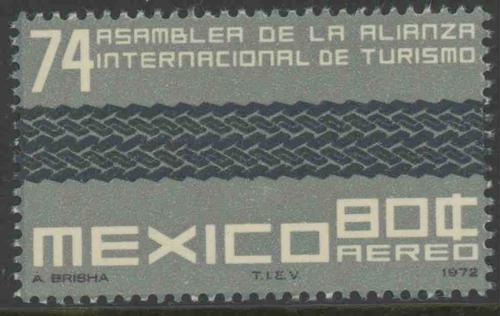 74 ASAMBLEA DE LA ALIANZA
INTERNACIONAL DE TURISMO
MEXICO 80¢
AEREO
A. BRISHA T.I.E.V. 1972